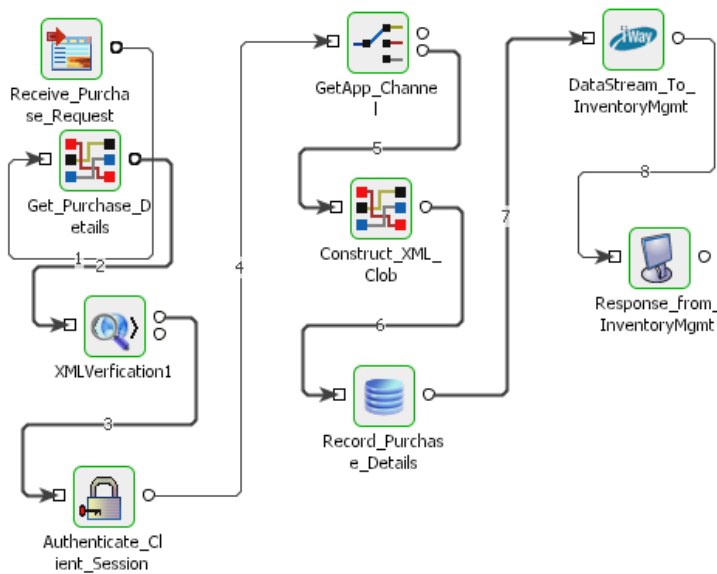 Receive_Purcha
se_Request
1
Get_Purchase_D
etails
2
XMLVerfication1
3
Authenticate_Cl
ient_Session
4
GetApp_Channe
l
5
Construct_XML_
Clob
6
Record_Purchas
e_Details
7
iWay
DataStream_To_
InventoryMgmt
8
Response_from_
InventoryMgmt